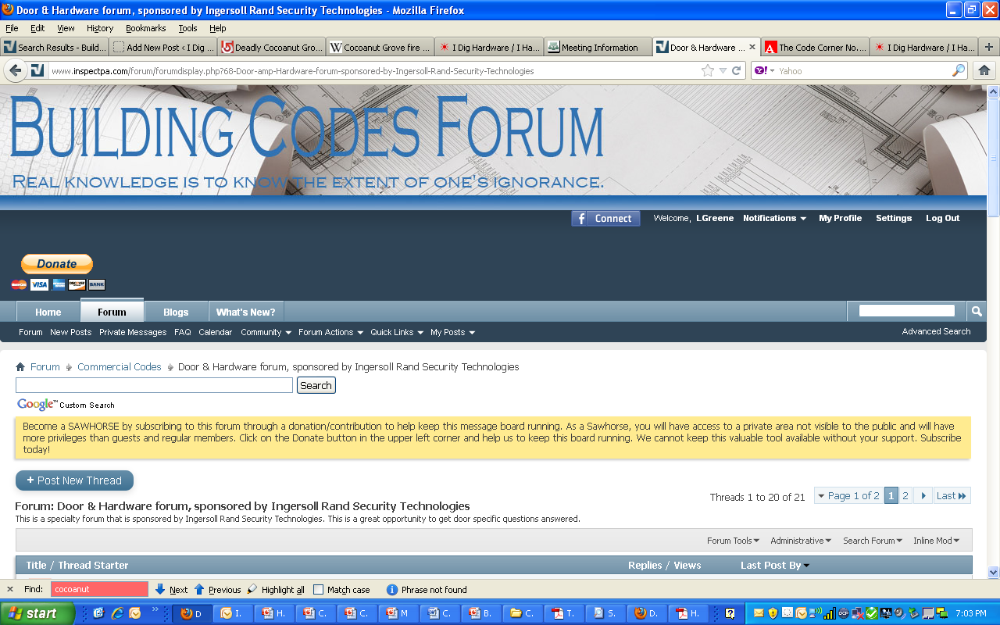 Door & Hardware forum, sponsored by Ingersoll Rand Security Technologies - Mozilla Firefox
File Edit View History Bookmarks Tools Help
Search Results - Build... Add New Post ‹ I Dig ... Deadly Cocoanut Gro... Cocoanut Grove fire ... I Dig Hardware / I Ha... Meeting Information Door & Hardware ... The Code Corner No.... I Dig Hardware / I Ha...
www.inspectpa.com/forum/forumdisplay.php?68-Door-amp-Hardware-forum-sponsored-by-Ingersoll-Rand-Security-Technologies Yahoo
BUILDING CODES FORUM
REAL KNOWLEDGE IS TO KNOW THE EXTENT OF ONE'S IGNORANCE.
f Connect Welcome, LGreene Notifications My Profile Settings Log Out
Donate
VISA DISCOVER BANK
Home Forum Blogs What's New?
Forum New Posts Private Messages FAQ Calendar Community Forum Actions Quick Links My Posts Advanced Search
Forum Commercial Codes Door & Hardware forum, sponsored by Ingersoll Rand Security Technologies
Search
Google™ Custom Search
Become a SAWHORSE by subscribing to this forum through a donation/contribution to help keep this message board running. As a Sawhorse, you will have access to a private area not visible to the public and will have
more privileges than guests and regular members. Click on the Donate button in the upper left corner and help us to keep this board running. We cannot keep this valuable tool available without your support. Subscribe
today!
+ Post New Thread
Threads 1 to 20 of 21 Page 1 of 2 1 2 Last
Forum: Door & Hardware forum, sponsored by Ingersoll Rand Security Technologies
This is a specialty forum that is sponsored by Ingersoll Rand Security Technologies. This is a great opportunity to get door specific questions answered.
Forum Tools Administrative Search Forum Inline Mod
Title / Thread Starter Replies / Views Last Post By
Find: cocoanut Next Previous Highlight all Match case Phrase not found
start D I. H. C. C. M C. B. C. T. S. D. H. 7:03 PM